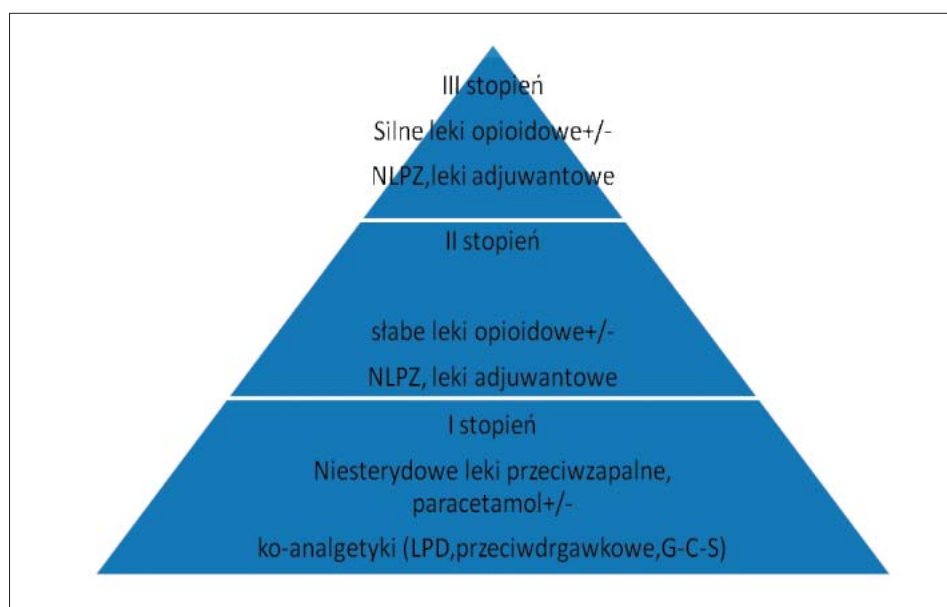 III stopień
Silne leki opioidowe+/-
NLPZ,leki adjuwantowe
II stopień
słabe leki opioidowe+/-
NLPZ, leki adjuwantowe
I stopień
Niesterydowe leki przeciwzapalne,
paracetamol+/-
ko-analgetyki (LPD,przeciwdrgawkowe,G-C-S)